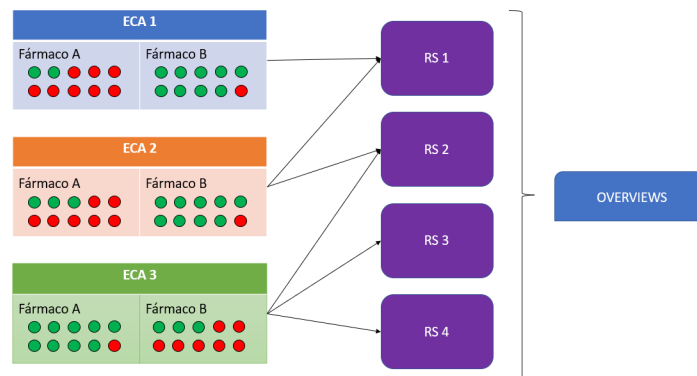 ECA 1
Fármaco A
Fármaco B
ECA 2
Fármaco A
Fármaco B
ECA 3
Fármaco A
Fármaco B
RS 1
RS 2
RS 3
RS 4
OVERVIEWS